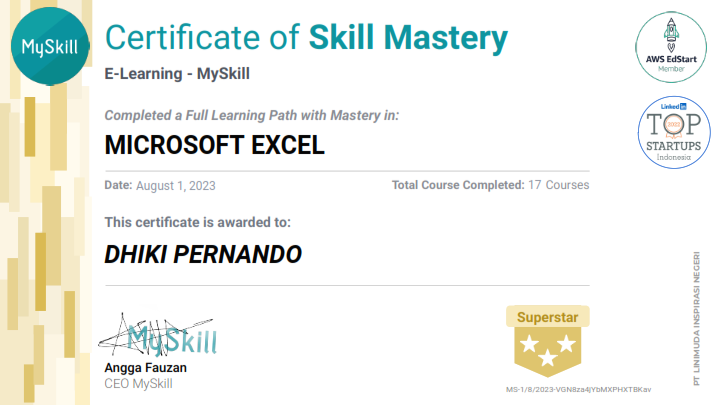 MySkill
Certificate of Skill Mastery
E-Learning - MySkill
AWS EdStart
Member
Completed a Full Learning Path with Mastery in:
MICROSOFT EXCEL
LinkedIn
TOP
2022
STARTUPS
Indonesia
Date: August 1, 2023
Total Course Completed: 17 Courses
This certificate is awarded to:
DHIKI PERNANDO
PT LINIMUDA INSPIRASI NEGERI
MySkill
Angga Fauzan
CEO MySkill
Superstar
MS-1/8/2023-VGN8za4jYbMXPHXTBKav